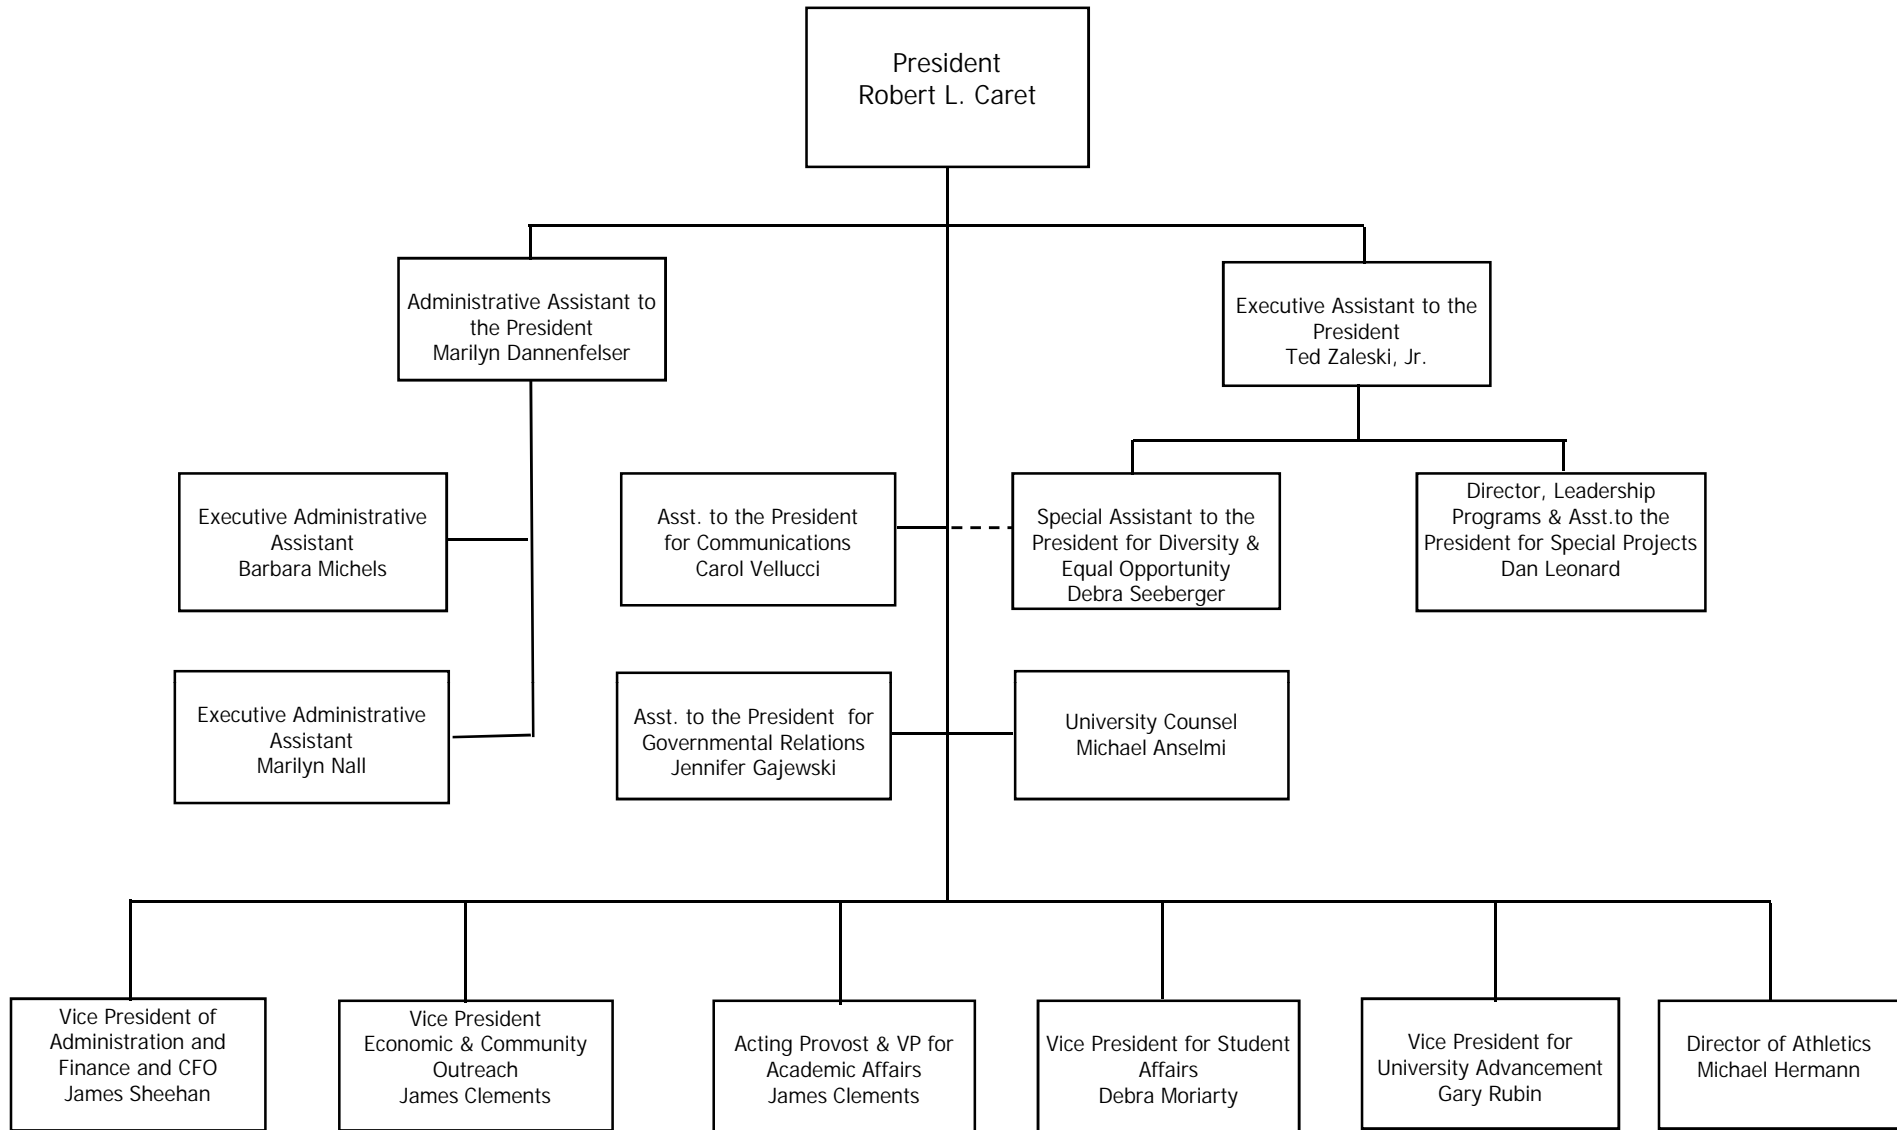 President
Robert L. Caret
Administrative Assistant to
the President
Marilyn Dannenfelser
Executive Assistant to the
President
Ted Zaleski, Jr.
Executive Administrative
Assistant
Barbara Michels
Asst. to the President
for Communications
Carol Vellucci
Special Assistant to the
President for Diversity &
Equal Opportunity
Debra Seeberger
Director, Leadership
Programs & Asst.to the
President for Special Projects
Dan Leonard
Executive Administrative
Assistant
Marilyn Nall
Asst. to the President for
Governmental Relations
Jennifer Gajewski
University Counsel
Michael Anselmi
Vice President of
Administration and
Finance and CFO
James Sheehan
Vice President
Economic & Community
Outreach
James Clements
Acting Provost & VP for
Academic Affairs
James Clements
Vice President for Student
Affairs
Debra Moriarty
Vice President for
University Advancement
Gary Rubin
Director of Athletics
Michael Hermann